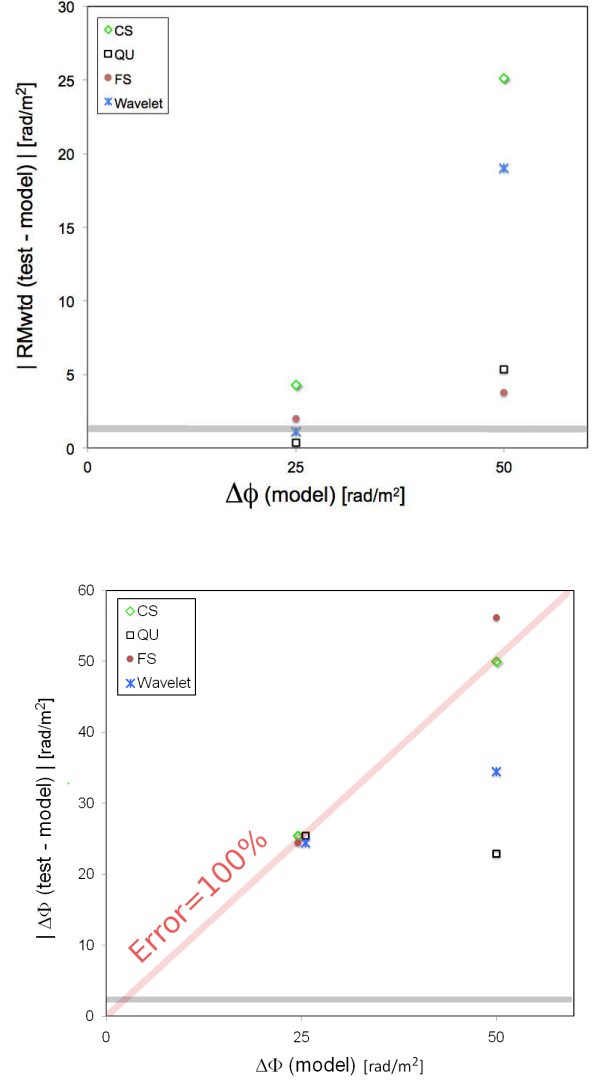 30
25
20
15
10
5
0
CS
QU
FS
Wavelet
| RMwtd (test - model) | [rad/m²]
0
25
50
Δϕ (model) [rad/m²]
60
50
40
30
20
10
0
CS
QU
FS
Wavelet
| ΔΦ (test - model) | [rad/m²]
Error=100%
0
25
50
ΔΦ (model) [rad/m²]